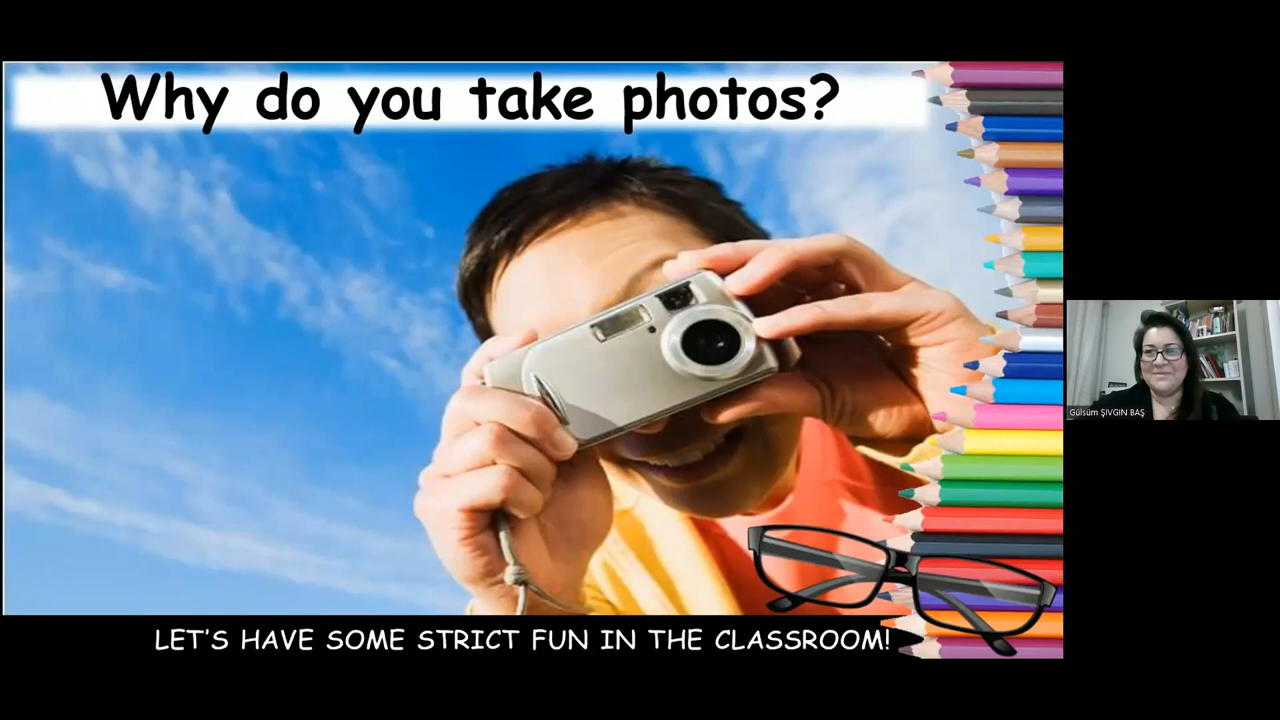 Why do you take photos?
Gülsüm ŞIVGIN BAŞ
LET'S HAVE SOME STRICT FUN IN THE CLASSROOM!